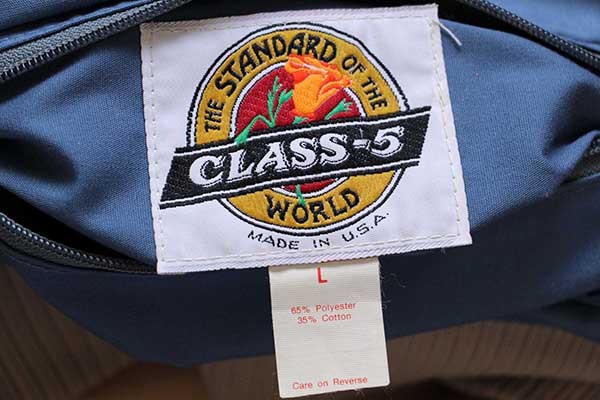 THE STANDARD OF THE
CLASS-5
WORLD
MADE IN U.S.A.
L
65% Polyester
35% Cotton
Care on Reverse